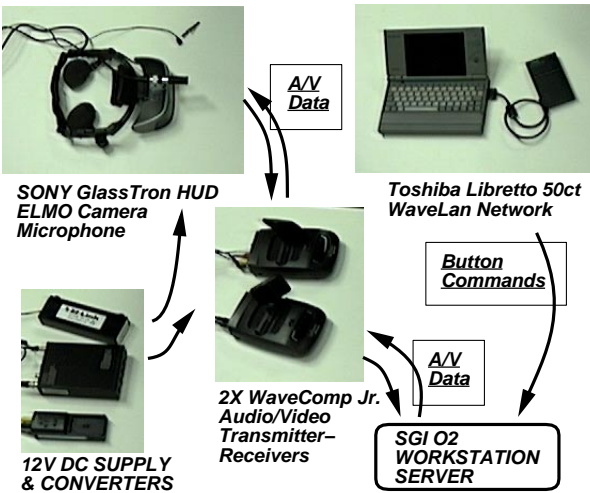 A/V
Data
SONY GlassTron HUD
ELMO Camera
Microphone
Toshiba Libretto 50ct
WaveLan Network
Button
Commands
A/V
Data
2X WaveComp Jr.
Audio/Video
Transmitter–
Receivers
12V DC SUPPLY
& CONVERTERS
SGI O2
WORKSTATION
SERVER